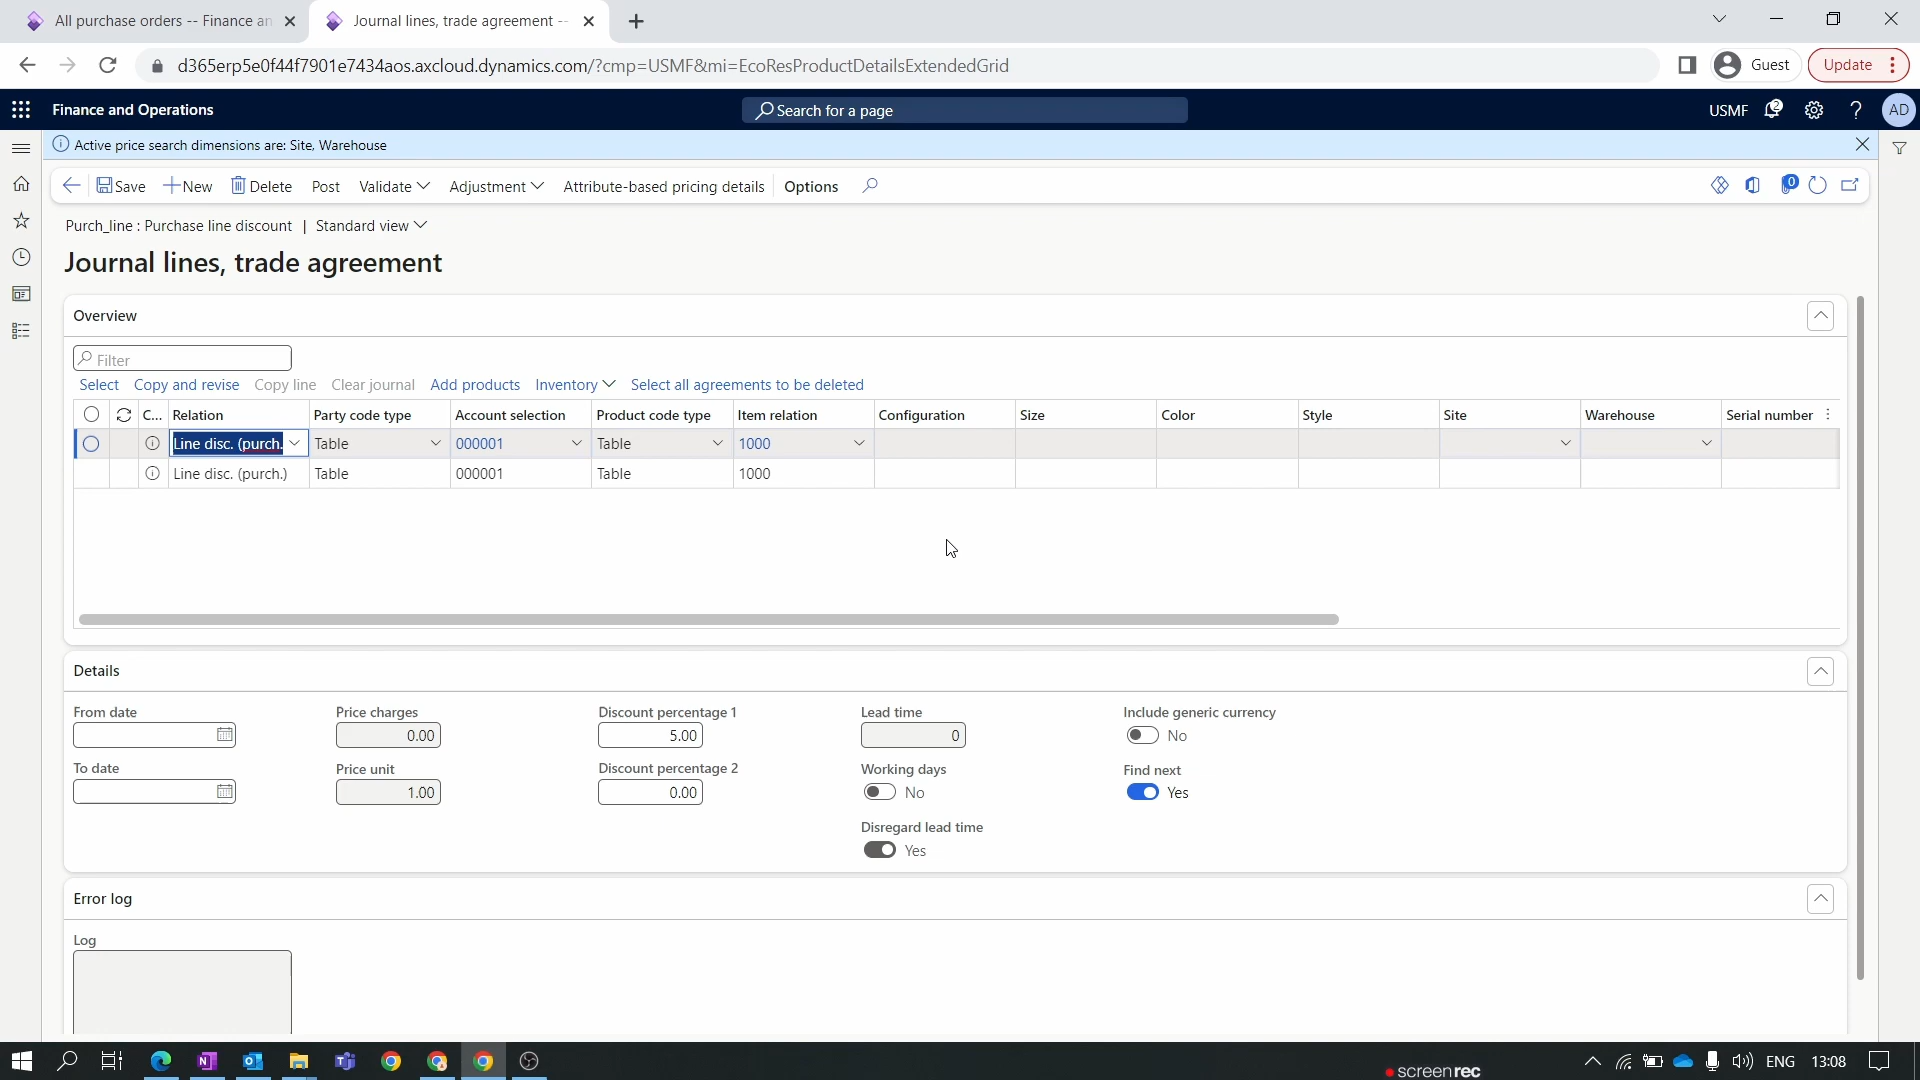 All purchase orders -- Finance an
Journal lines, trade agreement --
d365erp5e0f44f7901e7434aos.axcloud.dynamics.com/?cmp=USMF&mi=EcoResProductDetailsExtendedGrid
Guest
Update
Finance and Operations
Search for a page
USMF
2
AD
Active price search dimensions are: Site, Warehouse
Save
New
Delete
Post
Validate
Adjustment
Attribute-based pricing details
Options
0
Purch_line : Purchase line discount | Standard view
Journal lines, trade agreement
Overview
Filter
Select
Copy and revise
Copy line
Clear journal
Add products
Inventory
Select all agreements to be deleted
C... Relation Party code type Account selection Product code type Item relation Configuration Size Color Style Site Warehouse Serial number
Line disc. (purch. Table 000001 Table 1000
Line disc. (purch.) Table 000001 Table 1000
Details
From date Price charges Discount percentage 1 Lead time Include generic currency
0.00 5.00 0 No
To date Price unit Discount percentage 2 Working days Find next
1.00 0.00 No Yes
Disregard lead time
Yes
Error log
Log
ENG 13:08
screenrec